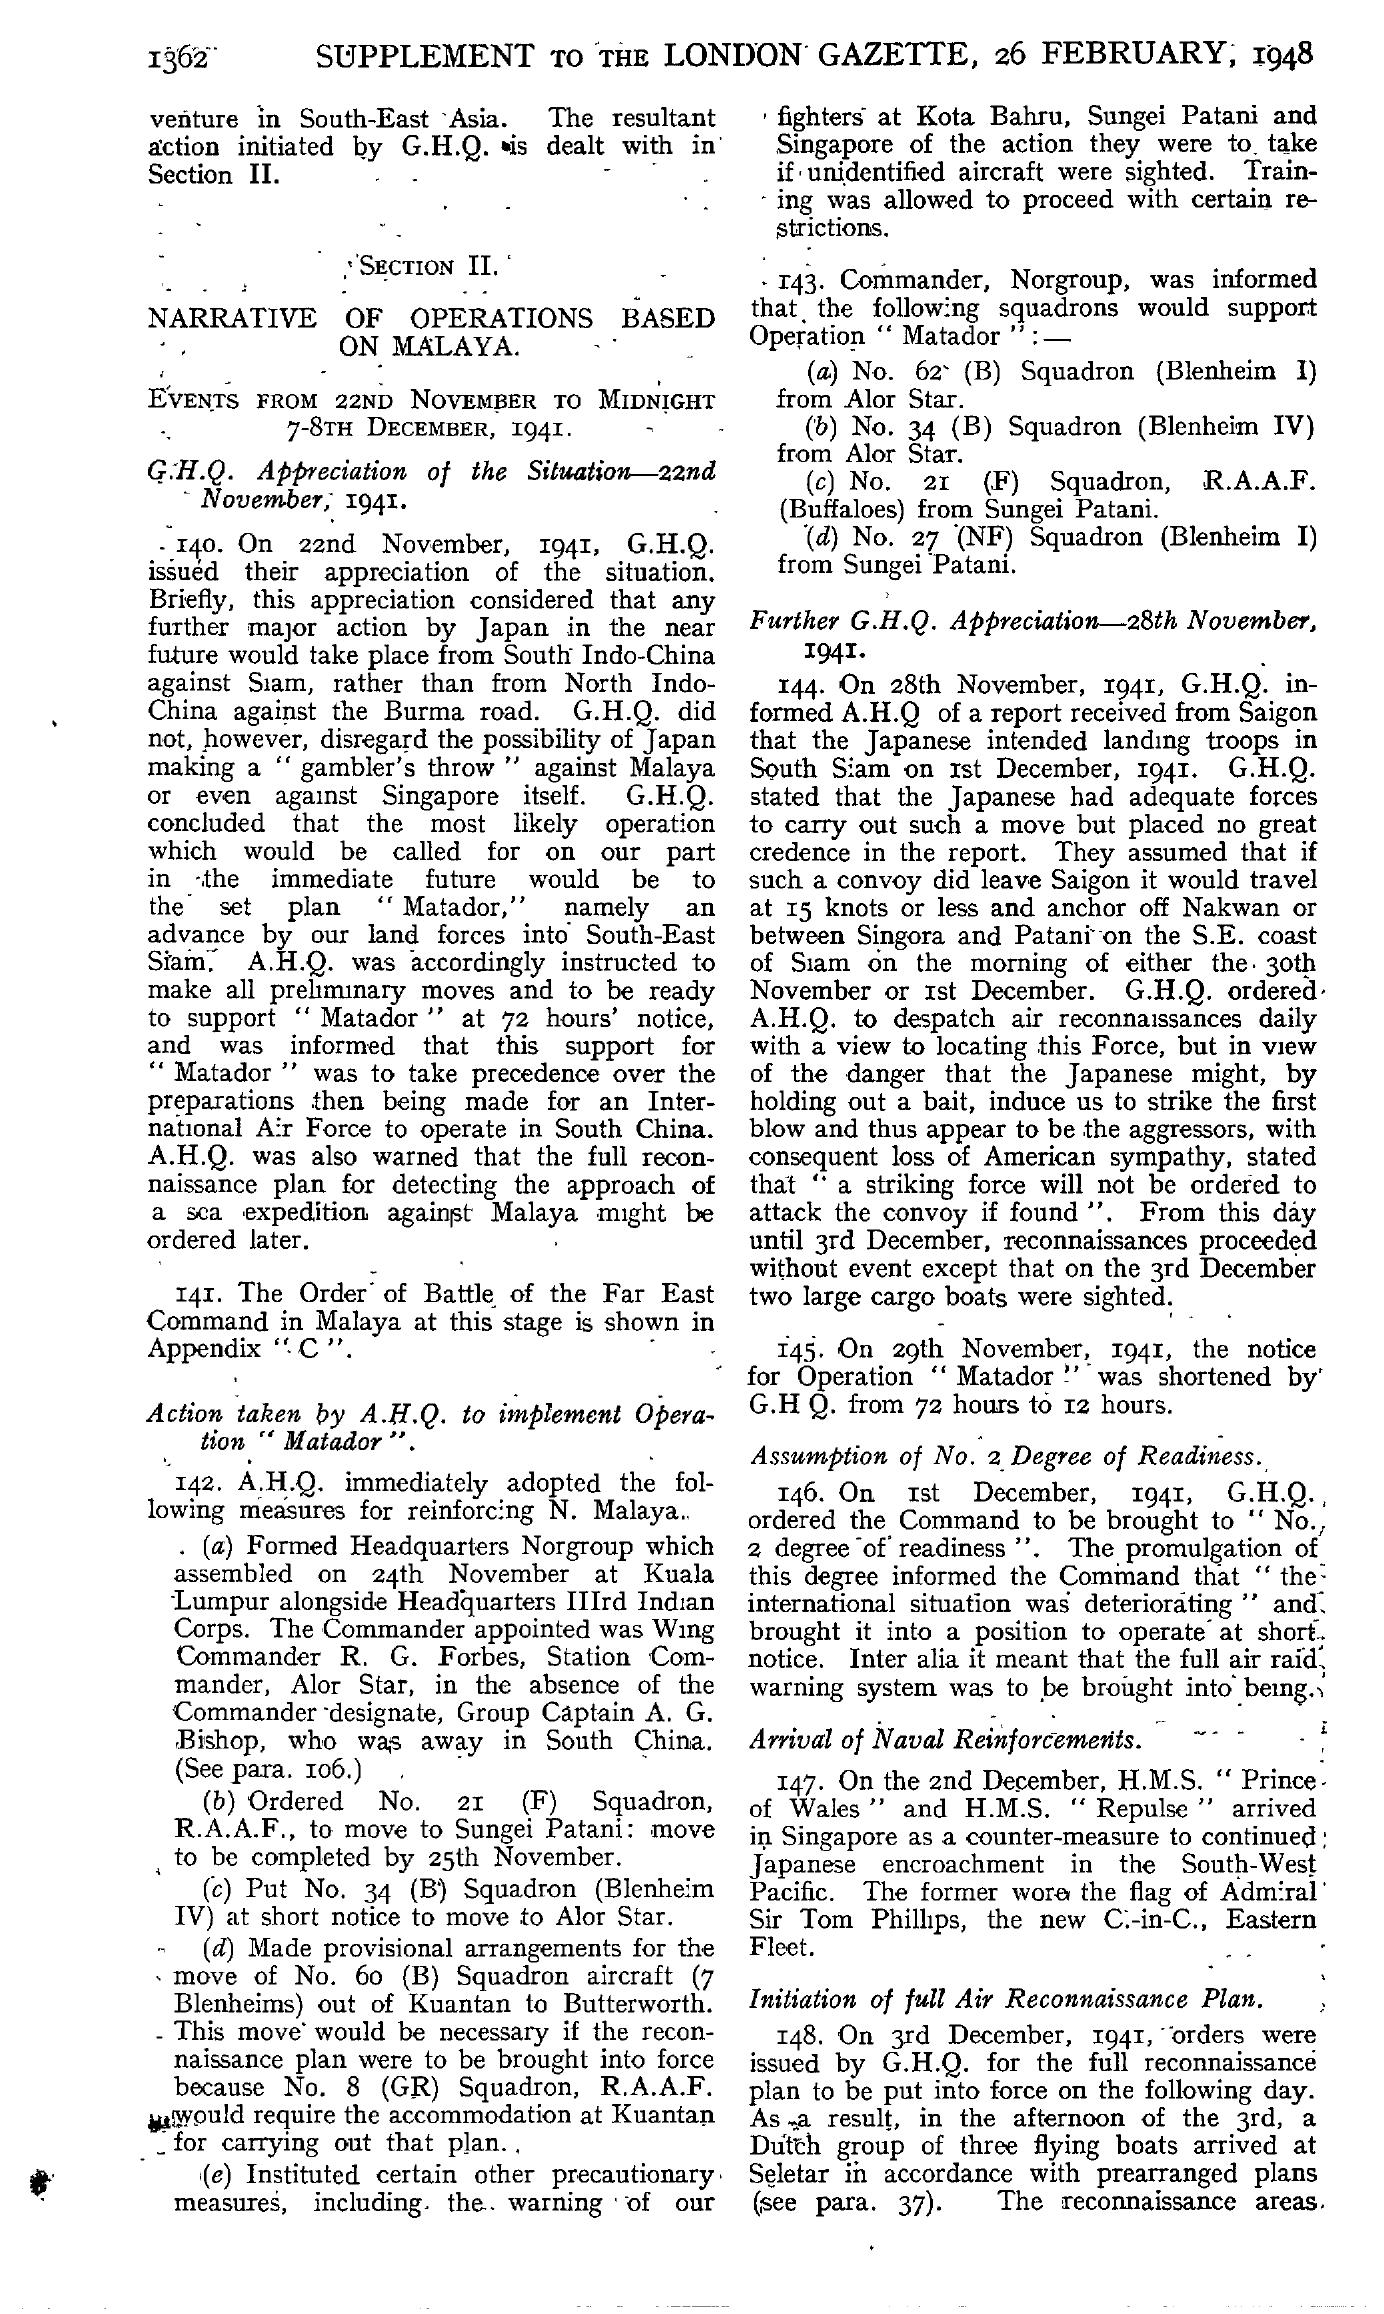 1362 SUPPLEMENT TO THE LONDON GAZETTE, 26 FEBRUARY, 1948
venture in South-East Asia. The resultant
action initiated by G.H.Q. is dealt with in
Section II.
SECTION II.
NARRATIVE OF OPERATIONS BASED
ON MALAYA.
EVENTS FROM 22ND NOVEMBER TO MIDNIGHT
7-8TH DECEMBER, 1941.
G.H.Q. Appreciation of the Situation—22nd
November, 1941.
140. On 22nd November, 1941, G.H.Q.
issued their appreciation of the situation.
Briefly, this appreciation considered that any
further major action by Japan in the near
future would take place from South Indo-China
against Siam, rather than from North Indo-
China against the Burma road. G.H.Q. did
not, however, disregard the possibility of Japan
making a " gambler's throw " against Malaya
or even against Singapore itself. G.H.Q.
concluded that the most likely operation
which would be called for on our part
in the immediate future would be to
the set plan " Matador," namely an
advance by our land forces into South-East
Siam. A.H.Q. was accordingly instructed to
make all preliminary moves and to be ready
to support " Matador " at 72 hours' notice,
and was informed that this support for
" Matador " was to take precedence over the
preparations then being made for an Inter-
national Air Force to operate in South China.
A.H.Q. was also warned that the full recon-
naissance plan for detecting the approach of
a sea expedition against Malaya might be
ordered later.
141. The Order of Battle of the Far East
Command in Malaya at this stage is shown in
Appendix " C ".
Action taken by A.H.Q. to implement Opera-
tion " Matador ".
142. A.H.Q. immediately adopted the fol-
lowing measures for reinforcing N. Malaya.
(a) Formed Headquarters Norgroup which
assembled on 24th November at Kuala
Lumpur alongside Headquarters IIIrd Indian
Corps. The Commander appointed was Wing
Commander R. G. Forbes, Station Com-
mander, Alor Star, in the absence of the
Commander designate, Group Captain A. G.
Bishop, who was away in South China.
(See para. 106.)
(b) Ordered No. 21 (F) Squadron,
R.A.A.F., to move to Sungei Patani: move
to be completed by 25th November.
(c) Put No. 34 (B) Squadron (Blenheim
IV) at short notice to move to Alor Star.
(d) Made provisional arrangements for the
move of No. 60 (B) Squadron aircraft (7
Blenheims) out of Kuantan to Butterworth.
This move would be necessary if the recon-
naissance plan were to be brought into force
because No. 8 (GR) Squadron, R.A.A.F.
would require the accommodation at Kuantan
for carrying out that plan.
(e) Instituted certain other precautionary
measures, including the warning of our
fighters at Kota Bahru, Sungei Patani and
Singapore of the action they were to take
if unidentified aircraft were sighted. Train-
ing was allowed to proceed with certain re-
strictions.
143. Commander, Norgroup, was informed
that the following squadrons would support
Operation " Matador " :—
(a) No. 62 (B) Squadron (Blenheim I)
from Alor Star.
(b) No. 34 (B) Squadron (Blenheim IV)
from Alor Star.
(c) No. 21 (F) Squadron, R.A.A.F.
(Buffaloes) from Sungei Patani.
(d) No. 27 (NF) Squadron (Blenheim I)
from Sungei Patani.
Further G.H.Q. Appreciation—28th November,
1941.
144. On 28th November, 1941, G.H.Q. in-
formed A.H.Q of a report received from Saigon
that the Japanese intended landing troops in
South Siam on 1st December, 1941. G.H.Q.
stated that the Japanese had adequate forces
to carry out such a move but placed no great
credence in the report. They assumed that if
such a convoy did leave Saigon it would travel
at 15 knots or less and anchor off Nakwan or
between Singora and Patani on the S.E. coast
of Siam on the morning of either the 30th
November or 1st December. G.H.Q. ordered
A.H.Q. to despatch air reconnaissances daily
with a view to locating this Force, but in view
of the danger that the Japanese might, by
holding out a bait, induce us to strike the first
blow and thus appear to be the aggressors, with
consequent loss of American sympathy, stated
that " a striking force will not be ordered to
attack the convoy if found ". From this day
until 3rd December, reconnaissances proceeded
without event except that on the 3rd December
two large cargo boats were sighted.
145. On 29th November, 1941, the notice
for Operation " Matador " was shortened by
G.H Q. from 72 hours to 12 hours.
Assumption of No. 2 Degree of Readiness.
146. On 1st December, 1941, G.H.Q.
ordered the Command to be brought to " No.
2 degree of readiness ". The promulgation of
this degree informed the Command that " the
international situation was deteriorating " and
brought it into a position to operate at short
notice. Inter alia it meant that the full air raid
warning system was to be brought into being.
Arrival of Naval Reinforcements.
147. On the 2nd December, H.M.S. " Prince
of Wales " and H.M.S. " Repulse " arrived
in Singapore as a counter-measure to continued
Japanese encroachment in the South-West
Pacific. The former wore the flag of Admiral
Sir Tom Phillips, the new C.-in-C., Eastern
Fleet.
Initiation of full Air Reconnaissance Plan.
148. On 3rd December, 1941, orders were
issued by G.H.Q. for the full reconnaissance
plan to be put into force on the following day.
As a result, in the afternoon of the 3rd, a
Dutch group of three flying boats arrived at
Seletar in accordance with prearranged plans
(see para. 37). The reconnaissance areas